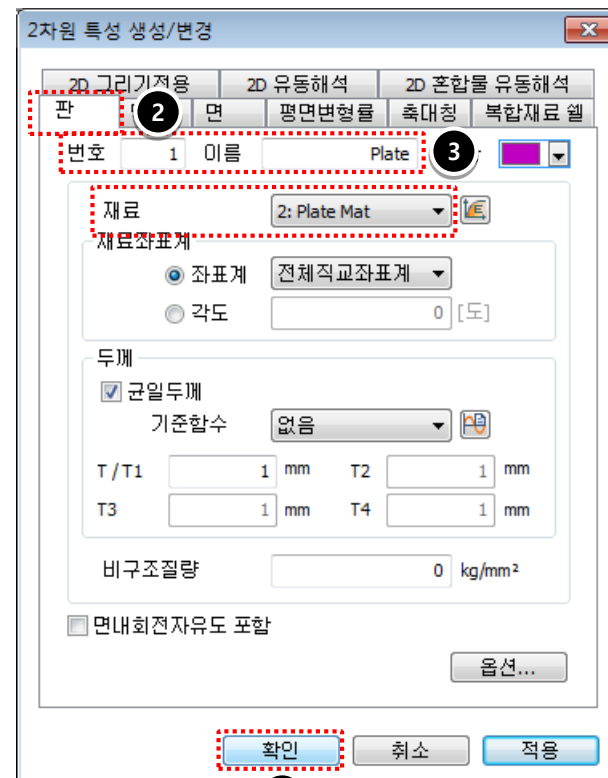 2차원 특성 생성/변경
2D 그리기전용 2D 유동해석 2D 혼합물 유동해석
판 2 면 평면변형률 축대칭 복합재료 쉘
번호 1 이름 Plate 3
재료 2: Plate Mat
재료좌표계
좌표계 전체직교좌표계
각도 0 [도]
두께
균일두께
기준함수 없음
T/T1 1 mm T2 1 mm
T3 1 mm T4 1 mm
비구조질량 0 kg/mm²
면내회전자유도 포함
옵션...
확인 취소 적용